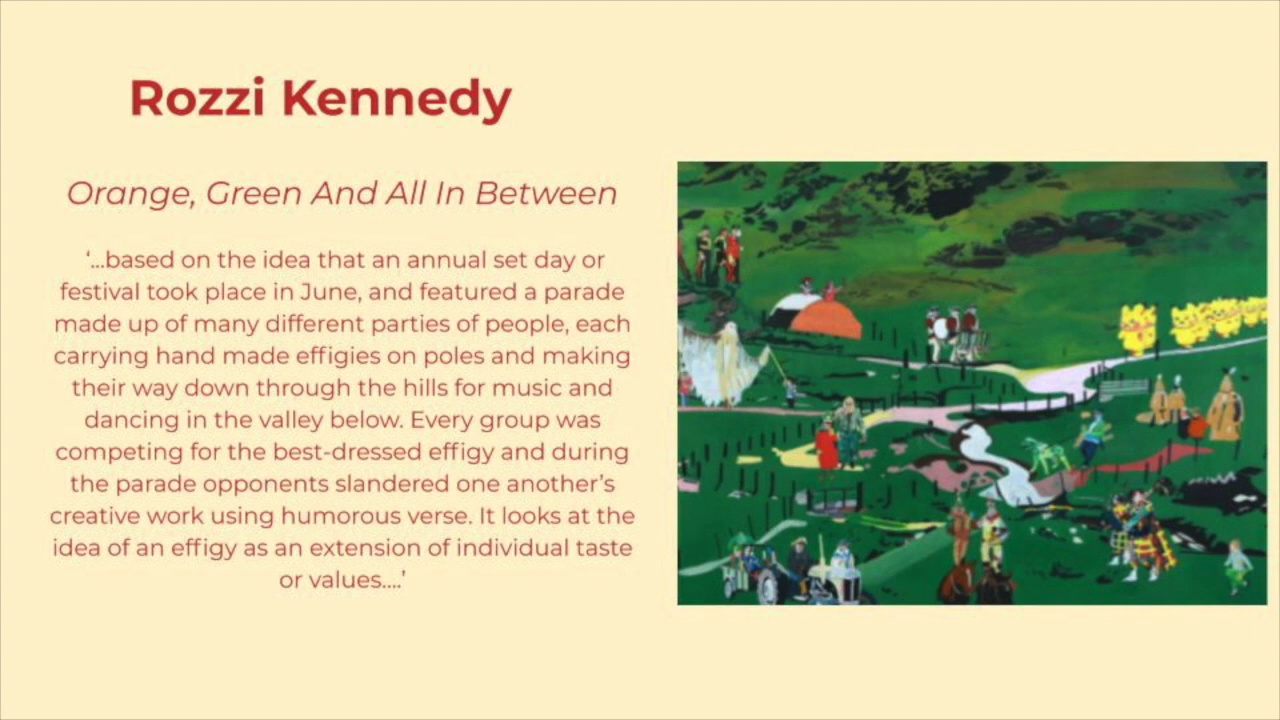 Rozzi Kennedy
Orange, Green And All In Between
‘...based on the idea that an annual set day or
festival took place in June, and featured a parade
made up of many different parties of people, each
carrying hand made effigies on poles and making
their way down through the hills for music and
dancing in the valley below. Every group was
competing for the best-dressed effigy and during
the parade opponents slandered one another’s
creative work using humorous verse. It looks at the
idea of an effigy as an extension of individual taste
or values....’